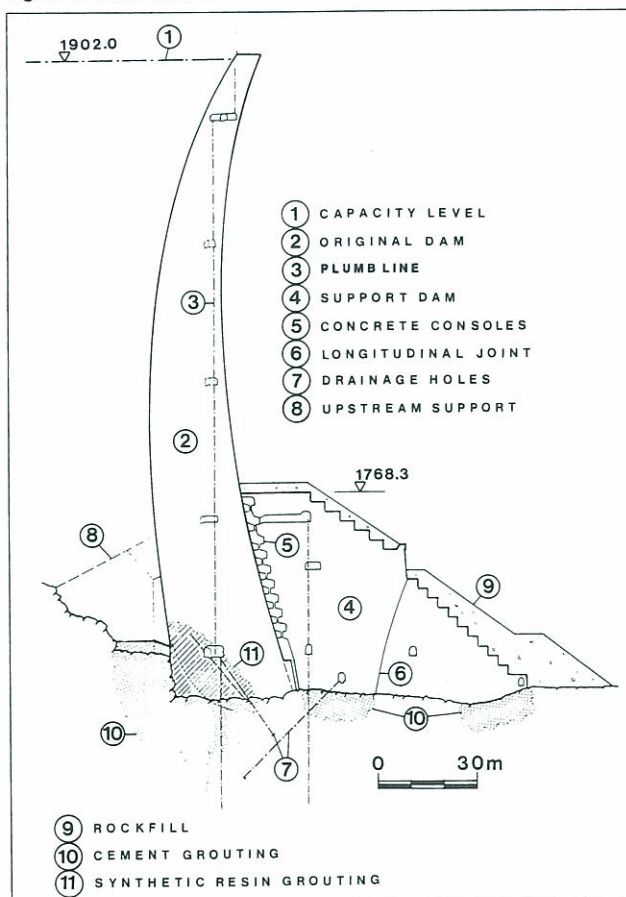 1902.0
1
1 CAPACITY LEVEL
2 ORIGINAL DAM
3 PLUMB LINE
4 SUPPORT DAM
5 CONCRETE CONSOLES
6 LONGITUDINAL JOINT
7 DRAINAGE HOLES
8 UPSTREAM SUPPORT
3
2
1768.3
8
5
9
4
11
6
10
10
7
0 30m
9 ROCKFILL
10 CEMENT GROUTING
11 SYNTHETIC RESIN GROUTING